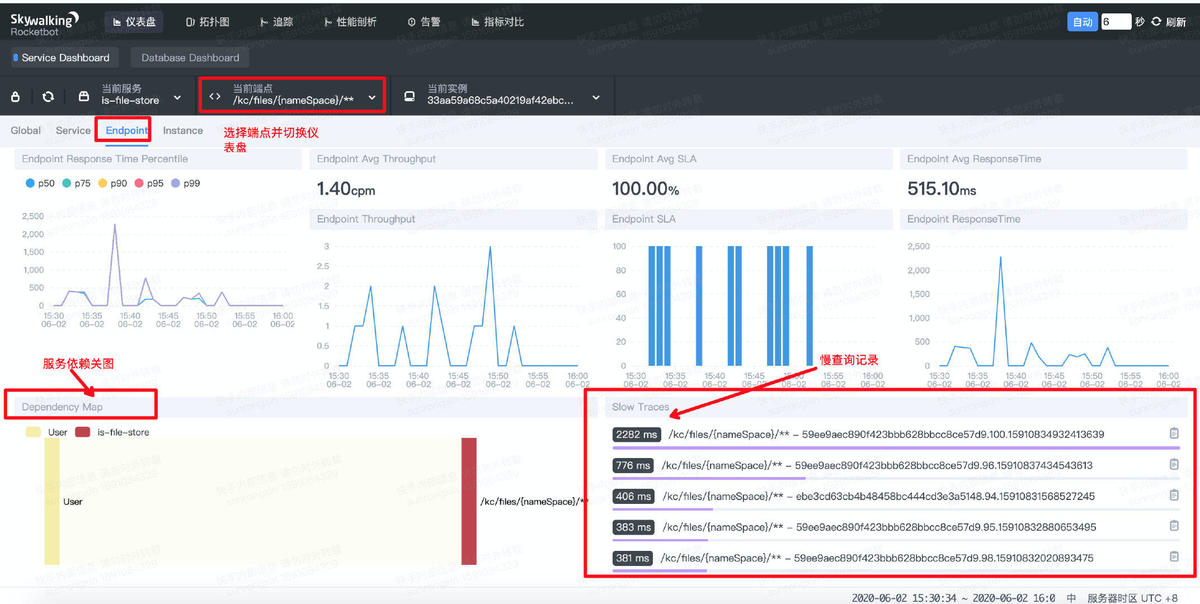 Skywalking
Rocketbot
仪表盘
拓扑图
追踪
性能剖析
告警
指标对比
自动
6
秒
刷新
Service Dashboard
Database Dashboard
当前服务
is-file-store
当前端点
/kc/files/{nameSpace}/**
当前实例
33aa59a68c5a40219af42ebc...
Global
Service
Endpoint
Instance
选择端点并切换仪
表盘
Endpoint Response Time Percentile
Endpoint Avg Throughput
Endpoint Avg SLA
Endpoint Avg ResponseTime
p50 p75 p90 p95 p99
1.40cpm
100.00%
515.10ms
Endpoint Throughput
Endpoint SLA
Endpoint ResponseTime
2,500
2,000
1,500
1,000
500
0
15:30 15:35 15:40 15:45 15:50 15:55 16:00
06-02 06-02 06-02 06-02 06-02 06-02 06-02
3
2.5
2
1.5
1
0.5
0
15:30 15:35 15:40 15:45 15:50 15:55 16:00
06-02 06-02 06-02 06-02 06-02 06-02 06-02
100
80
60
40
20
0
15:30 15:35 15:40 15:45 15:50 15:55 16:00
06-02 06-02 06-02 06-02 06-02 06-02 06-02
2,500
2,000
1,500
1,000
500
0
15:30 15:35 15:40 15:45 15:50 15:55 16:00
06-02 06-02 06-02 06-02 06-02 06-02 06-02
服务依赖关图
慢查询记录
Dependency Map
User is-file-store
User
/kc/files/{nameSpace}/**
Slow Traces
2282 ms /kc/files/{nameSpace}/** - 59ee9aec890f423bbb628bbcc8ce57d9.100.15910834932413639
776 ms /kc/files/{nameSpace}/** - 59ee9aec890f423bbb628bbcc8ce57d9.96.15910837434543613
406 ms /kc/files/{nameSpace}/** - ebe3cd63cb4b48458bc444cd3e3a5148.94.15910831568527245
383 ms /kc/files/{nameSpace}/** - 59ee9aec890f423bbb628bbcc8ce57d9.95.15910832880653495
381 ms /kc/files/{nameSpace}/** - 59ee9aec890f423bbb628bbcc8ce57d9.98.15910832020893475
2020-06-02 15:30:34 ~ 2020-06-02 16:0
中
服务器时区 UTC +8